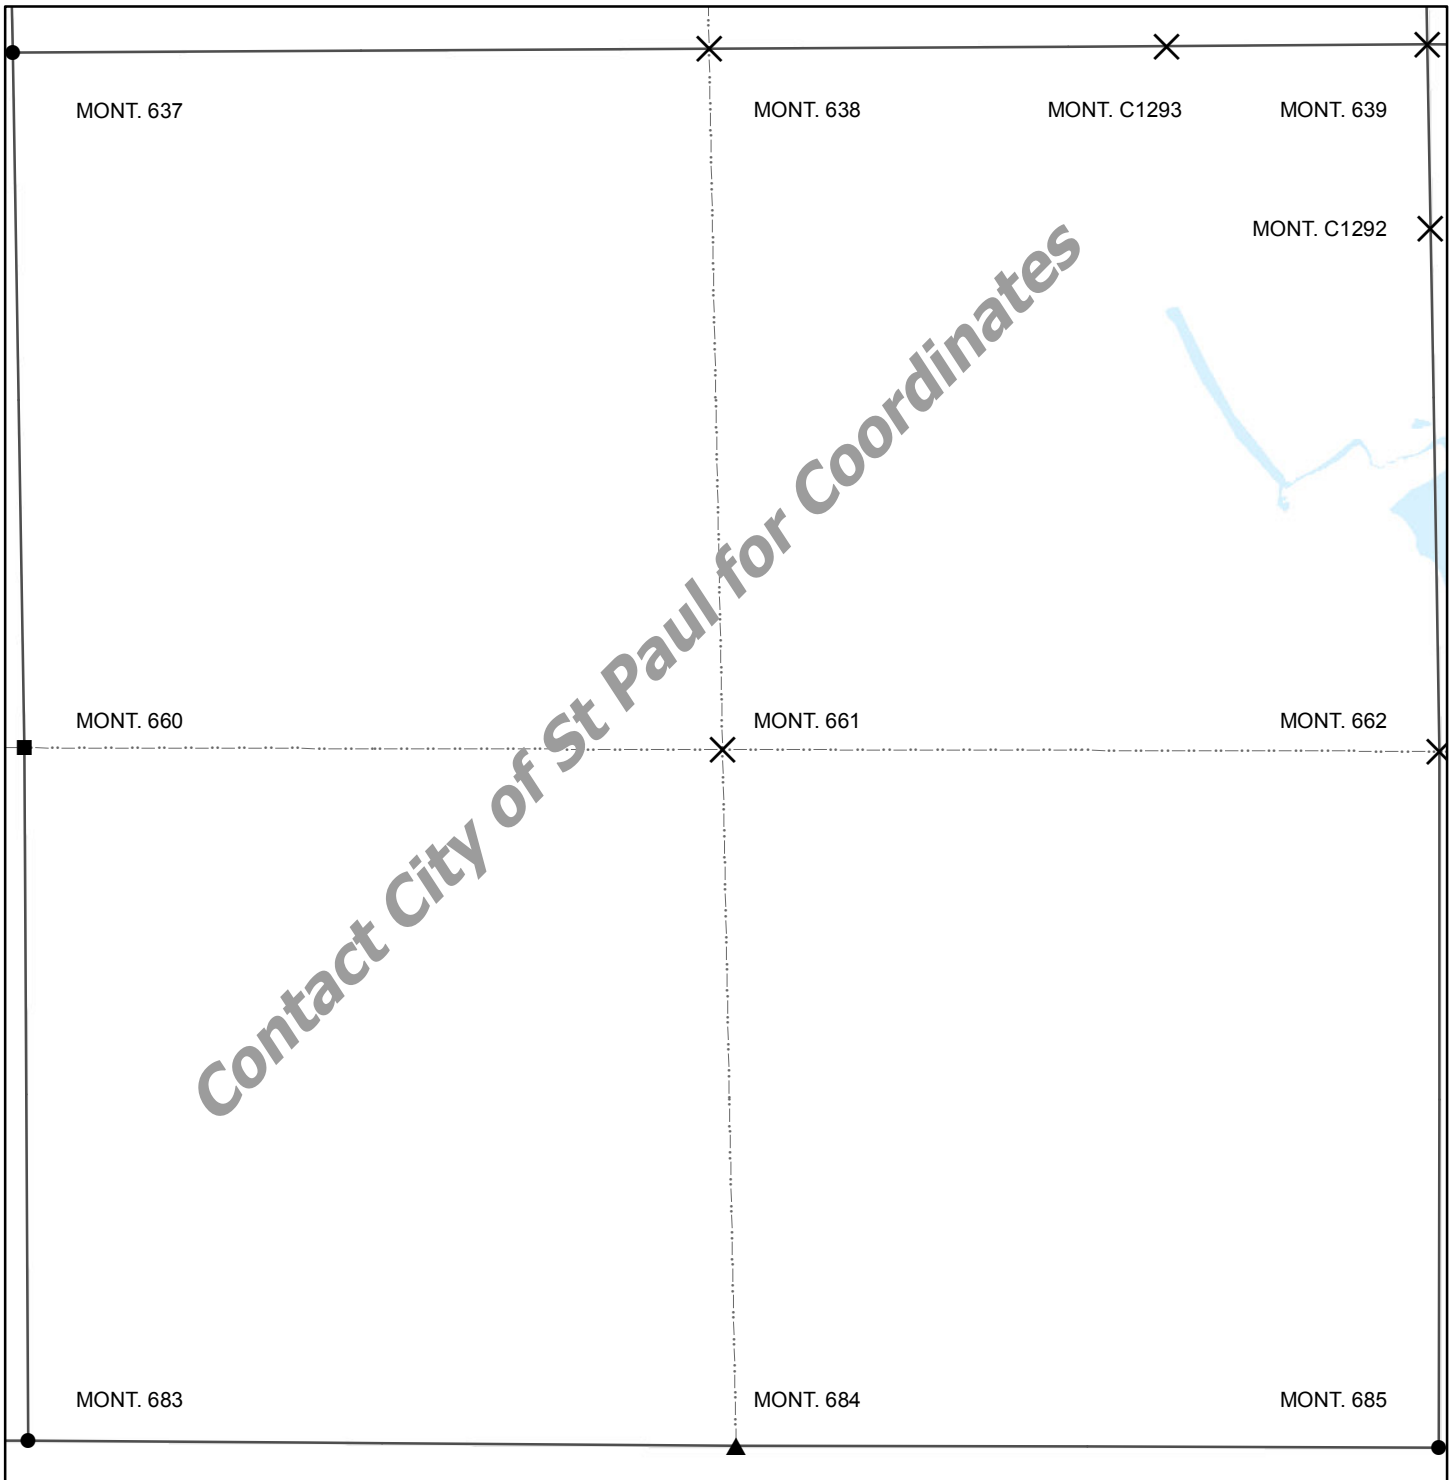 MONT. 637
MONT. 638
MONT. C1293
MONT. 639
MONT. C1292
Contact City of St Paul for Coordinates
MONT. 660
MONT. 661
MONT. 662
MONT. 683
MONT. 684
MONT. 685